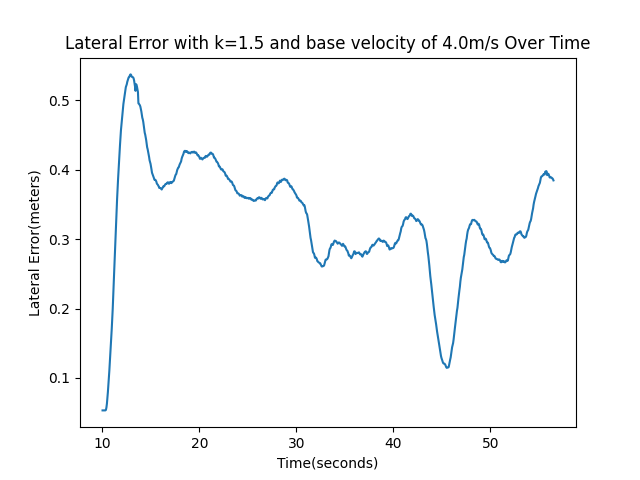 Lateral Error with k=1.5 and base velocity of 4.0m/s Over Time
0.5
0.4
0.3
0.2
0.1
Lateral Error(meters)
10 20 30 40 50
Time(seconds)